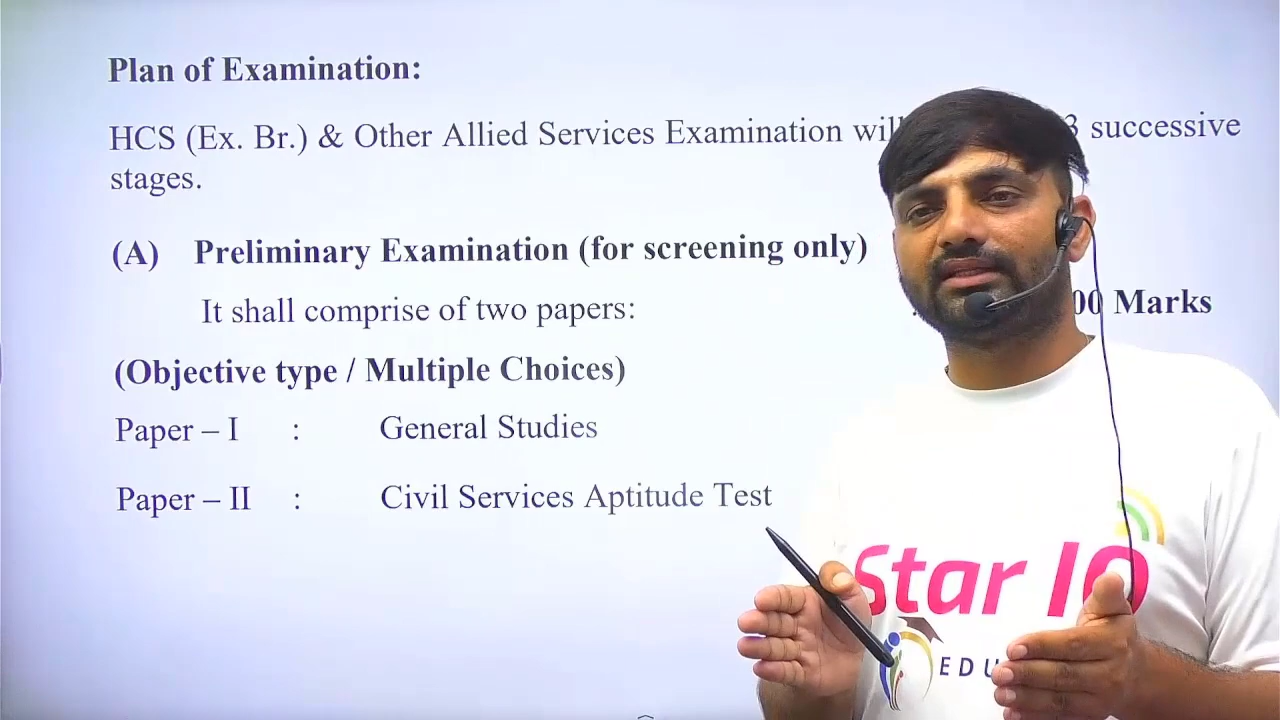 Plan of Examination:
HCS (Ex. Br.) & Other Allied Services Examination will 3 successive
stages.
(A) Preliminary Examination (for screening only)
It shall comprise of two papers: 00 Marks
(Objective type / Multiple Choices)
Paper – I : General Studies
Paper – II : Civil Services Aptitude Test
Star
EDU